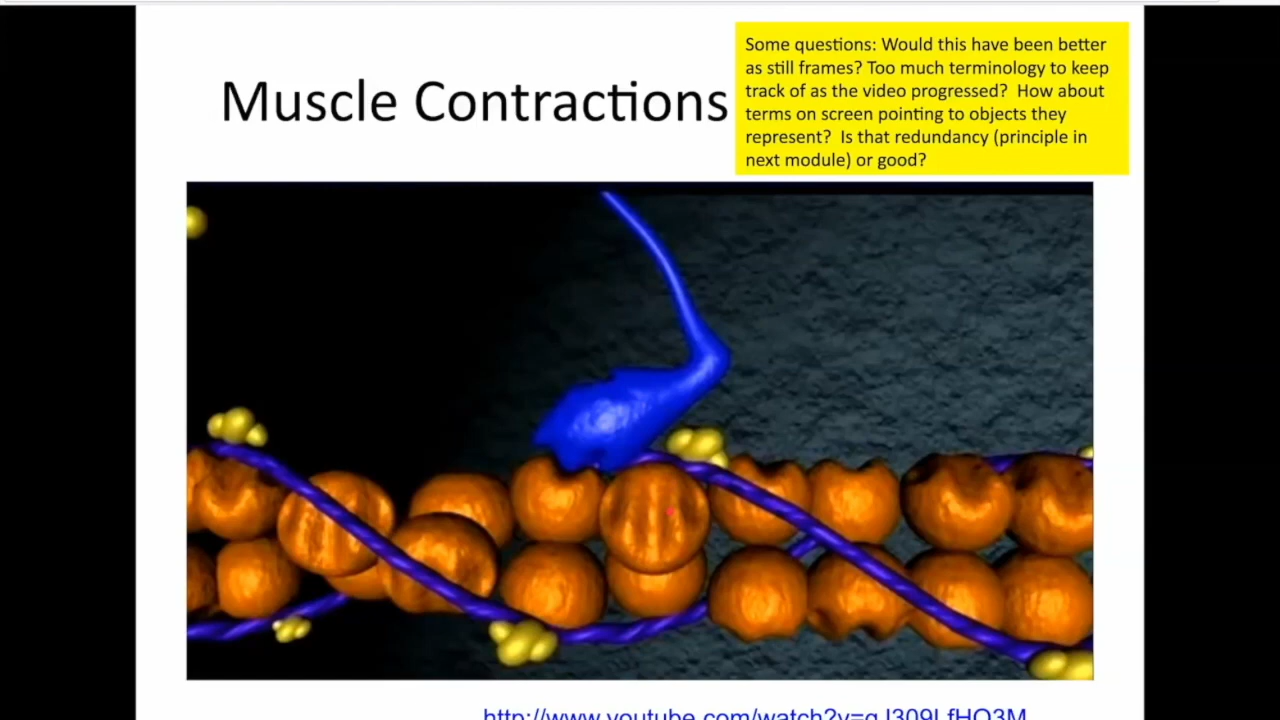 Muscle Contractions
Some questions: Would this have been better
as still frames? Too much terminology to keep
track of as the video progressed?  How about
terms on screen pointing to objects they
represent?  Is that redundancy (principle in
next module) or good?